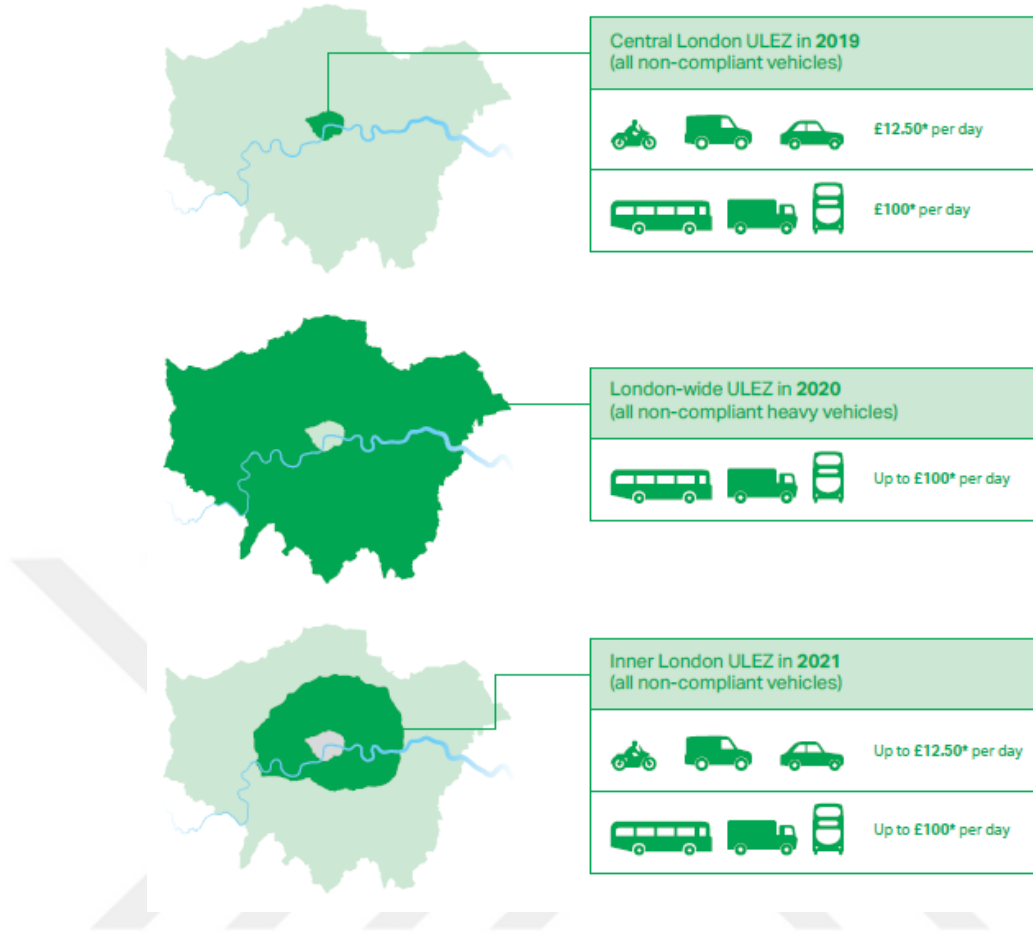 Central London ULEZ in 2019
(all non-compliant vehicles)
£12.50* per day
£100* per day
London-wide ULEZ in 2020
(all non-compliant heavy vehicles)
Up to £100* per day
Inner London ULEZ in 2021
(all non-compliant vehicles)
Up to £12.50* per day
Up to £100* per day